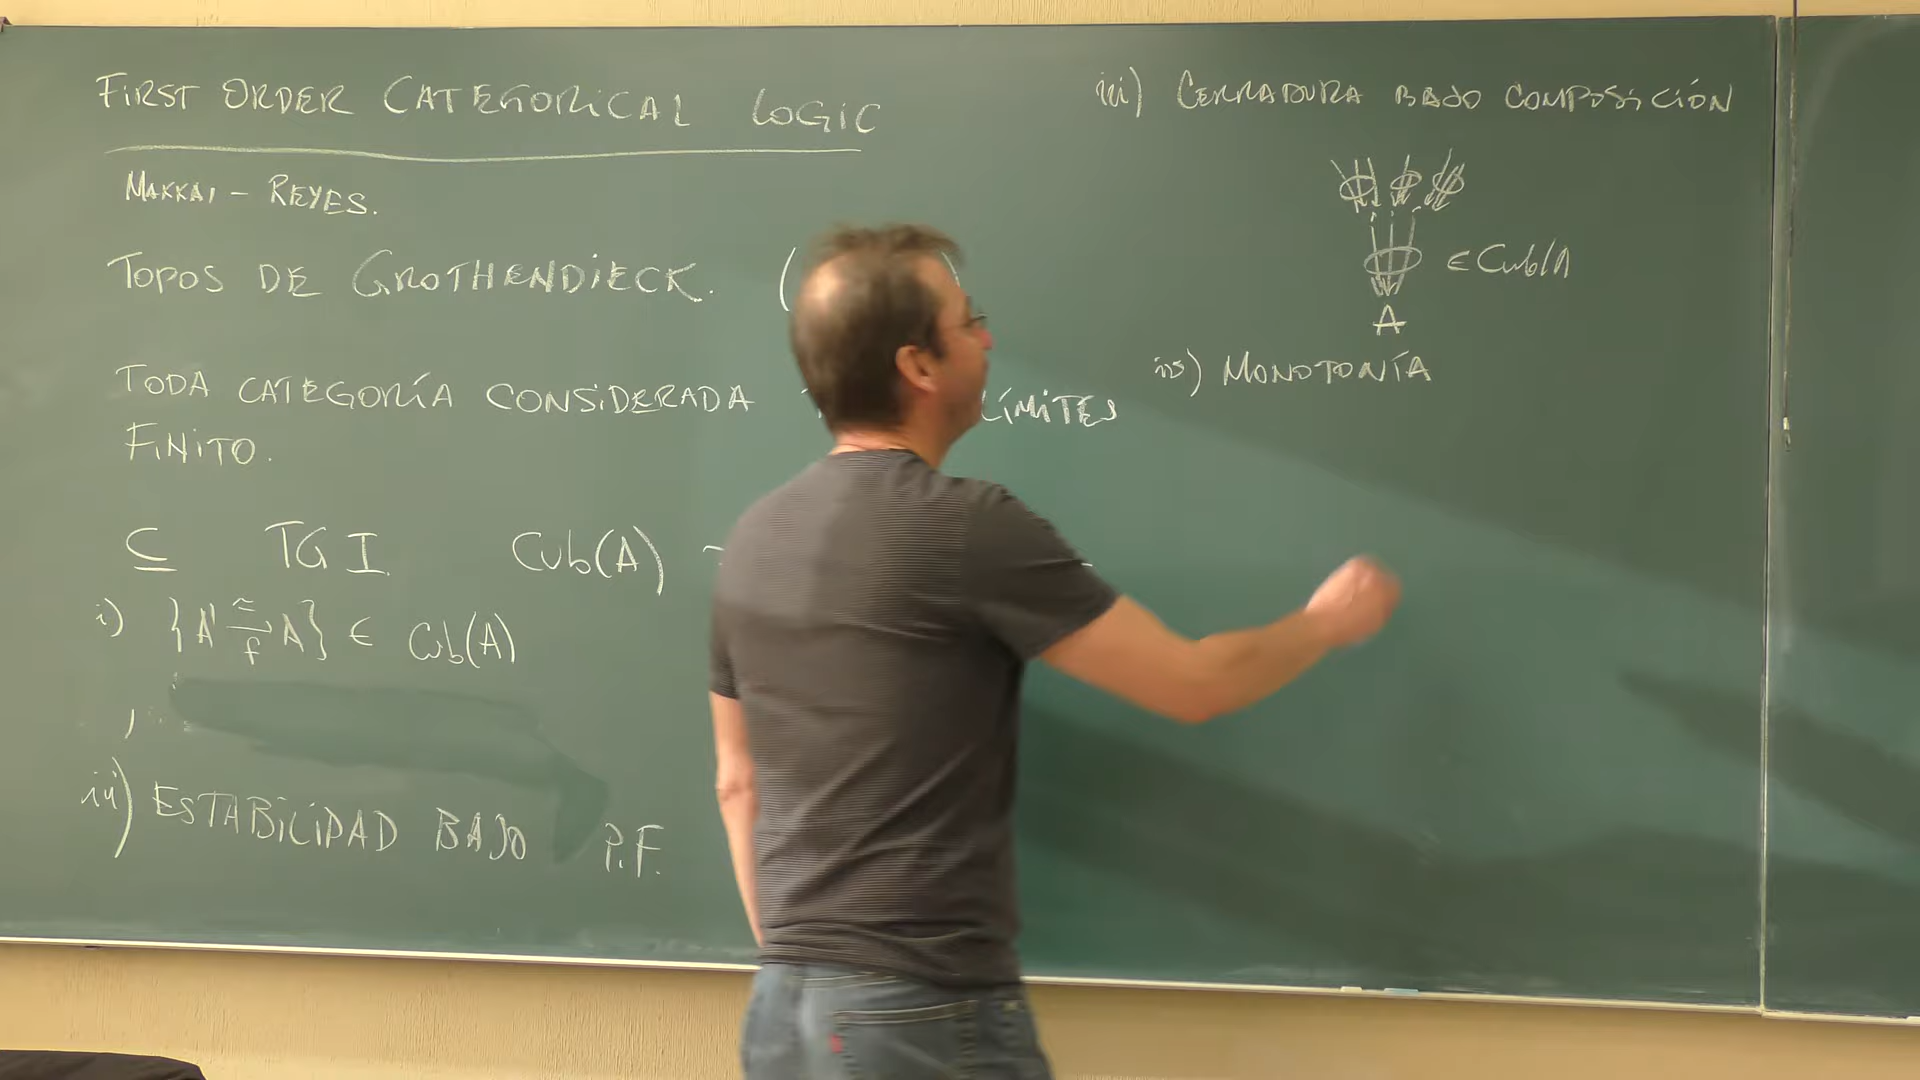 FIRST ORDER CATEGORICAL LOGIC
MAKKAI - REYES.
TOPOS DE GROTHENDIECK. (
TODA CATEGORÍA CONSIDERADA LÍMITES
FINITO.
⊆ TG I. Cub(A)
i) {A' ≅/f→ A} ∈ Cub(A)
ii) ESTABILIDAD BAJO P.F.
iii) CERRADURA BAJO COMPOSICIÓN
∈ Cub(A
A
iv) MONOTONÍA